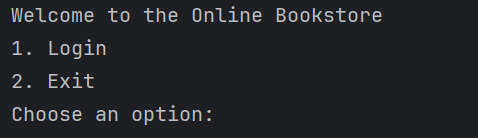 Welcome to the Online Bookstore
1. Login
2. Exit
Choose an option: